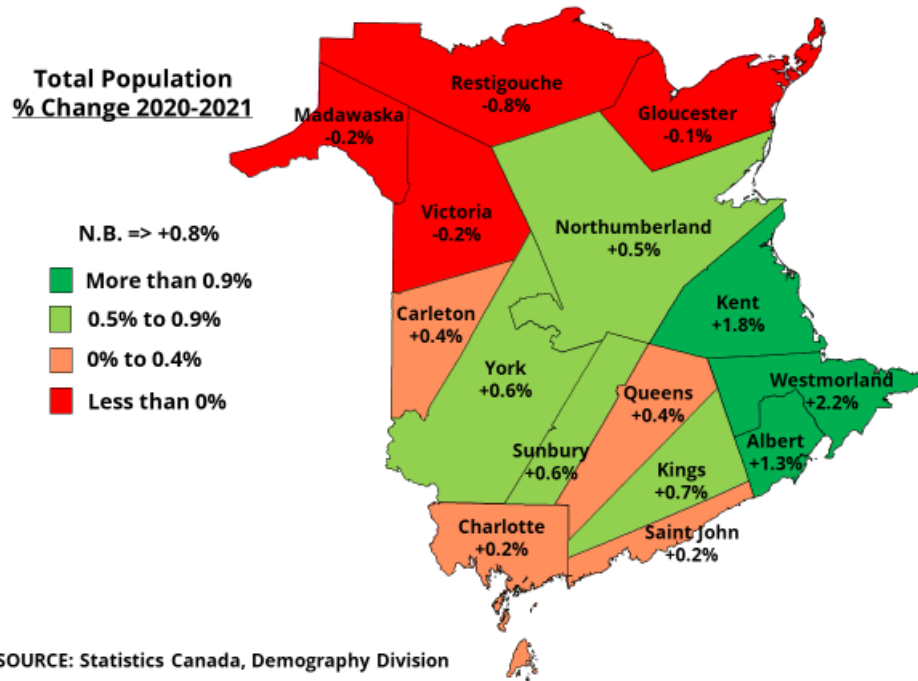 Total Population
% Change 2020-2021
N.B. => +0.8%
More than 0.9%
0.5% to 0.9%
0% to 0.4%
Less than 0%
Restigouche
-0.8%
Madawaska
-0.2%
Gloucester
-0.1%
Victoria
-0.2%
Northumberland
+0.5%
Carleton
+0.4%
Kent
+1.8%
York
+0.6%
Queens
+0.4%
Westmorland
+2.2%
Sunbury
+0.6%
Albert
+1.3%
Kings
+0.7%
Charlotte
+0.2%
Saint John
+0.2%
SOURCE: Statistics Canada, Demography Division